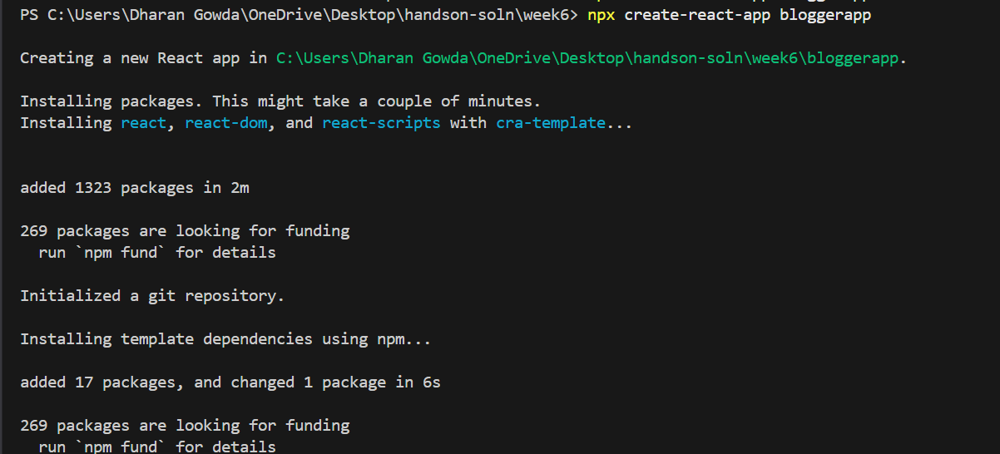 PS C:\Users\Dharan Gowda\OneDrive\Desktop\handson-soln\week6> npx create-react-app bloggerapp
Creating a new React app in C:\Users\Dharan Gowda\OneDrive\Desktop\handson-soln\week6\bloggerapp.
Installing packages. This might take a couple of minutes.
Installing react, react-dom, and react-scripts with cra-template...
added 1323 packages in 2m
269 packages are looking for funding
  run `npm fund` for details
Initialized a git repository.
Installing template dependencies using npm...
added 17 packages, and changed 1 package in 6s
269 packages are looking for funding
  run `npm fund` for details